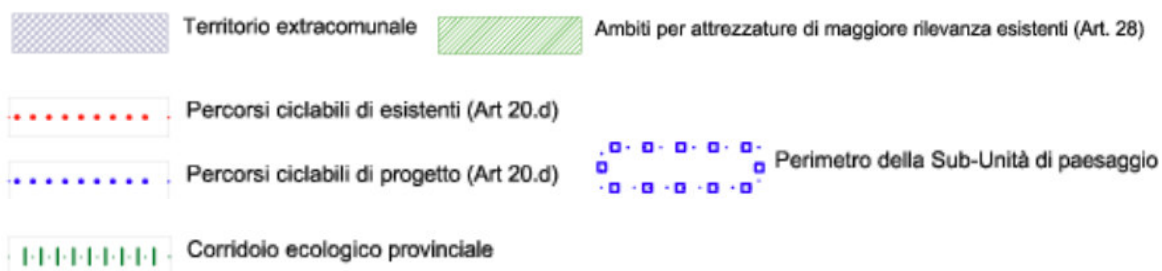 Territorio extracomunale
Ambiti per attrezzature di maggiore rilevanza esistenti (Art. 28)
Percorsi ciclabili di esistenti (Art 20.d)
Percorsi ciclabili di progetto (Art 20.d)
Perimetro della Sub-Unità di paesaggio
Corridoio ecologico provinciale